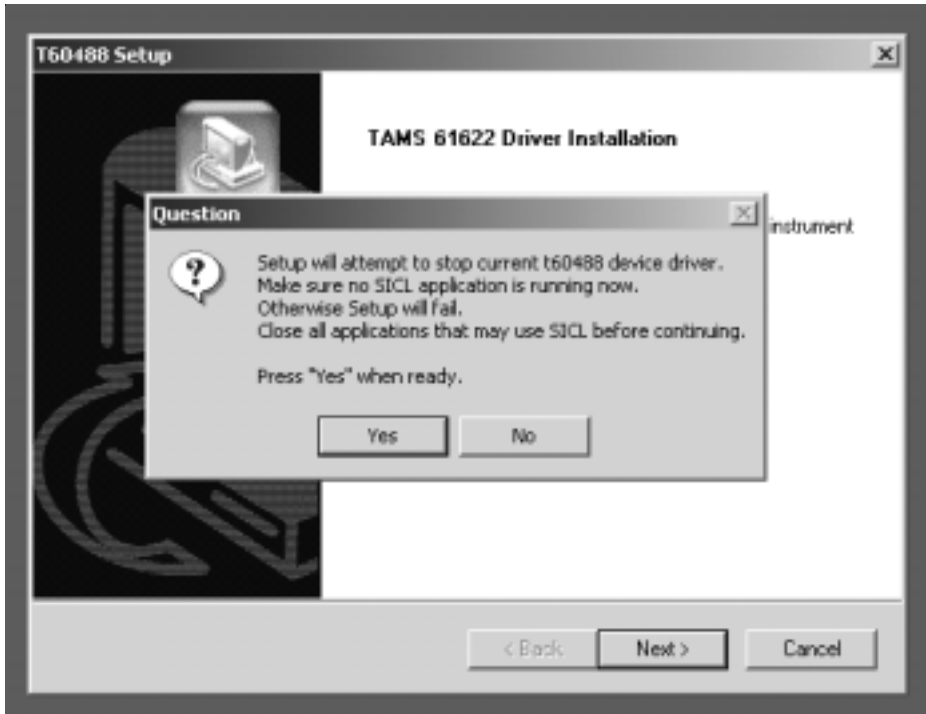 T60488 Setup
TAMS 61622 Driver Installation
instrument
Question
Setup will attempt to stop current t60488 device driver.
Make sure no SICL application is running now.
Otherwise Setup will fail.
Close all applications that may use SICL before continuing.
Press "Yes" when ready.
Yes No
< Back Next > Cancel